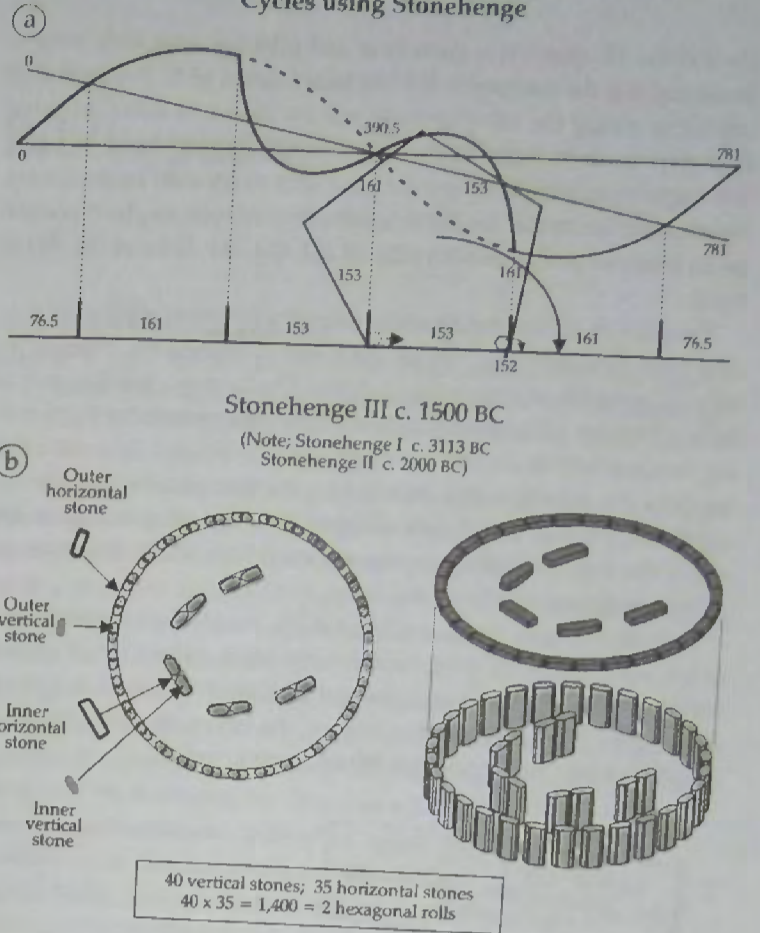 Cycles using Stonehenge
a
0
0
390.5
161
153
781
781
153
161
76.5
161
153
153
161
76.5
152
Stonehenge III c. 1500 BC
(Note; Stonehenge I c. 3113 BC
Stonehenge II c. 2000 BC)
b
Outer
horizontal
stone
Outer
vertical
stone
Inner
orizontal
stone
Inner
vertical
stone
40 vertical stones; 35 horizontal stones
40 x 35 = 1,400 = 2 hexagonal rolls